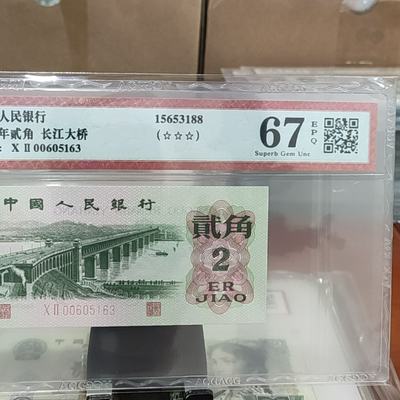 人民银行 15653188
年贰角 长江大桥 (☆☆☆)
: X Ⅱ 00605163
67 EPQ
Superb Gem Unc
中國人民銀行
貳角
2
ER
JIAO
X Ⅱ 00605163